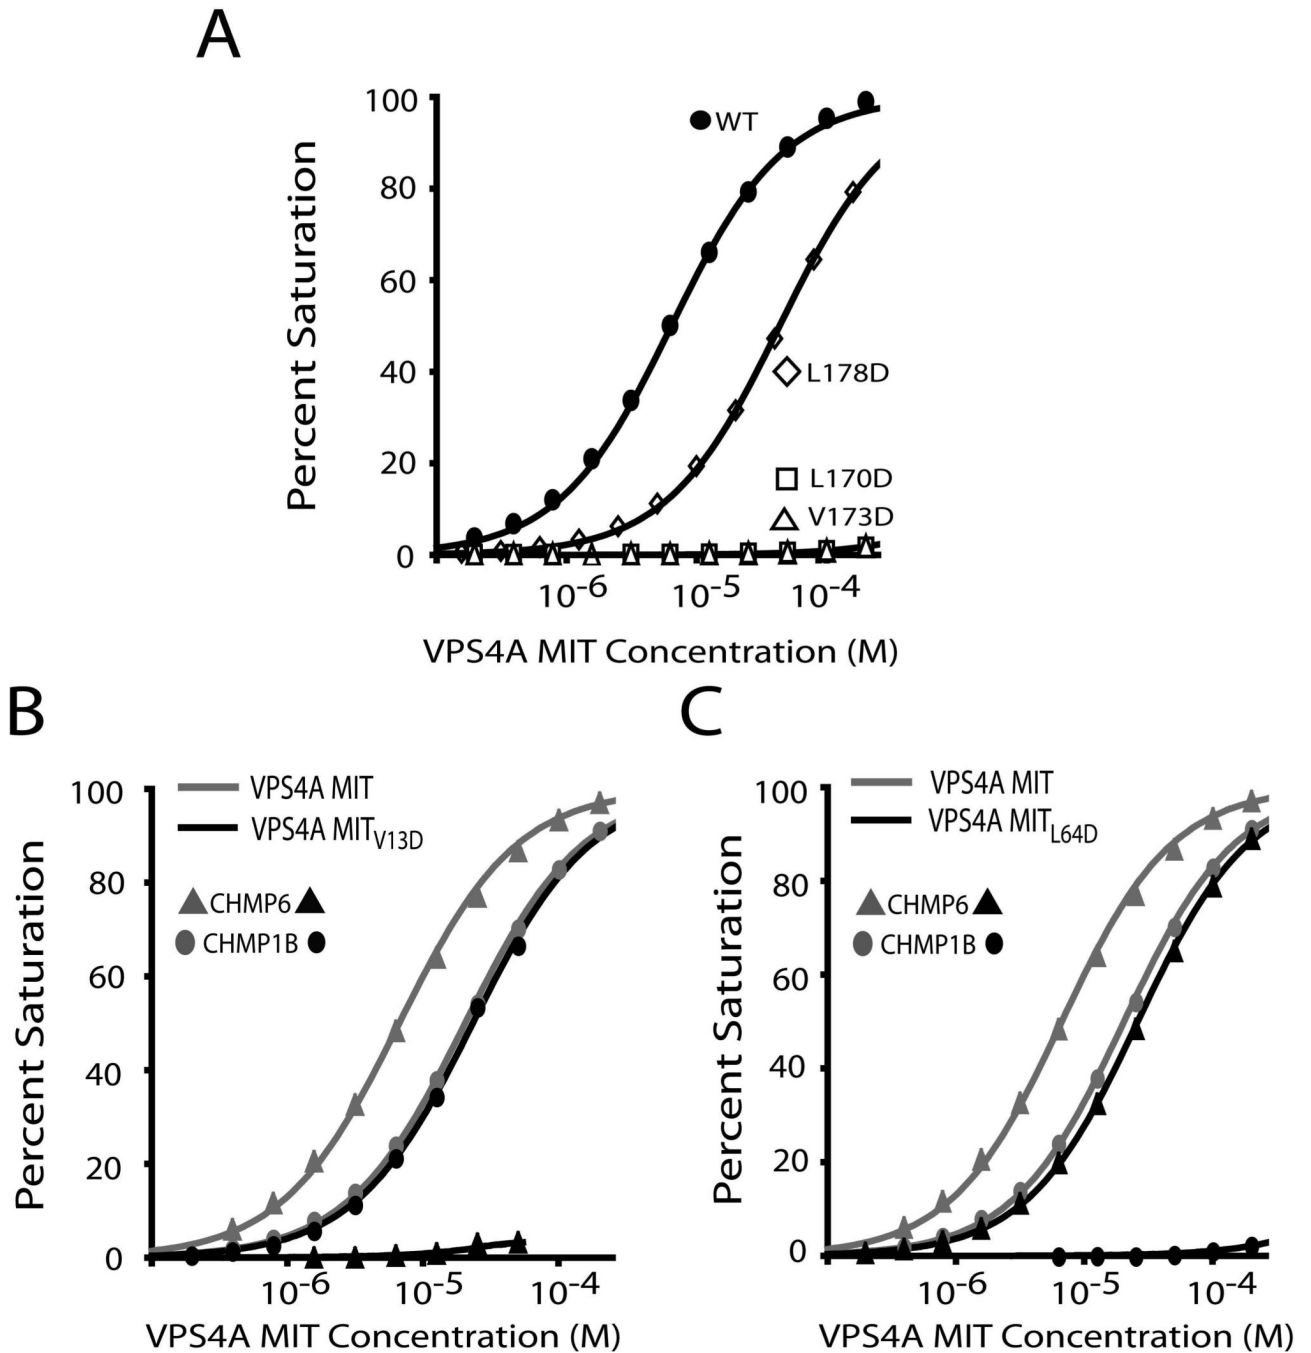 A
100
80
60
40
20
0
Percent Saturation
WT
L178D
L170D
V173D
10-6 10-5 10-4
VPS4A MIT Concentration (M)
B
100
80
60
40
20
0
Percent Saturation
VPS4A MIT
VPS4A MITV13D
CHMP6
CHMP1B
10-6 10-5 10-4
VPS4A MIT Concentration (M)
C
100
80
60
40
20
0
Percent Saturation
VPS4A MIT
VPS4A MITL64D
CHMP6
CHMP1B
10-6 10-5 10-4
VPS4A MIT Concentration (M)